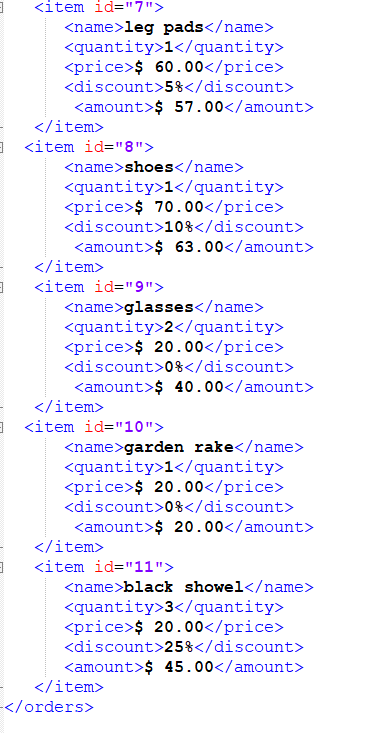 <item id="7">
<name>leg pads</name>
<quantity>1</quantity>
<price>$ 60.00</price>
<discount>5%</discount>
<amount>$ 57.00</amount>
</item>
<item id="8">
<name>shoes</name>
<quantity>1</quantity>
<price>$ 70.00</price>
<discount>10%</discount>
<amount>$ 63.00</amount>
</item>
<item id="9">
<name>glasses</name>
<quantity>2</quantity>
<price>$ 20.00</price>
<discount>0%</discount>
<amount>$ 40.00</amount>
</item>
<item id="10">
<name>garden rake</name>
<quantity>1</quantity>
<price>$ 20.00</price>
<discount>0%</discount>
<amount>$ 20.00</amount>
</item>
<item id="11">
<name>black showel</name>
<quantity>3</quantity>
<price>$ 20.00</price>
<discount>25%</discount>
<amount>$ 45.00</amount>
</item>
</orders>